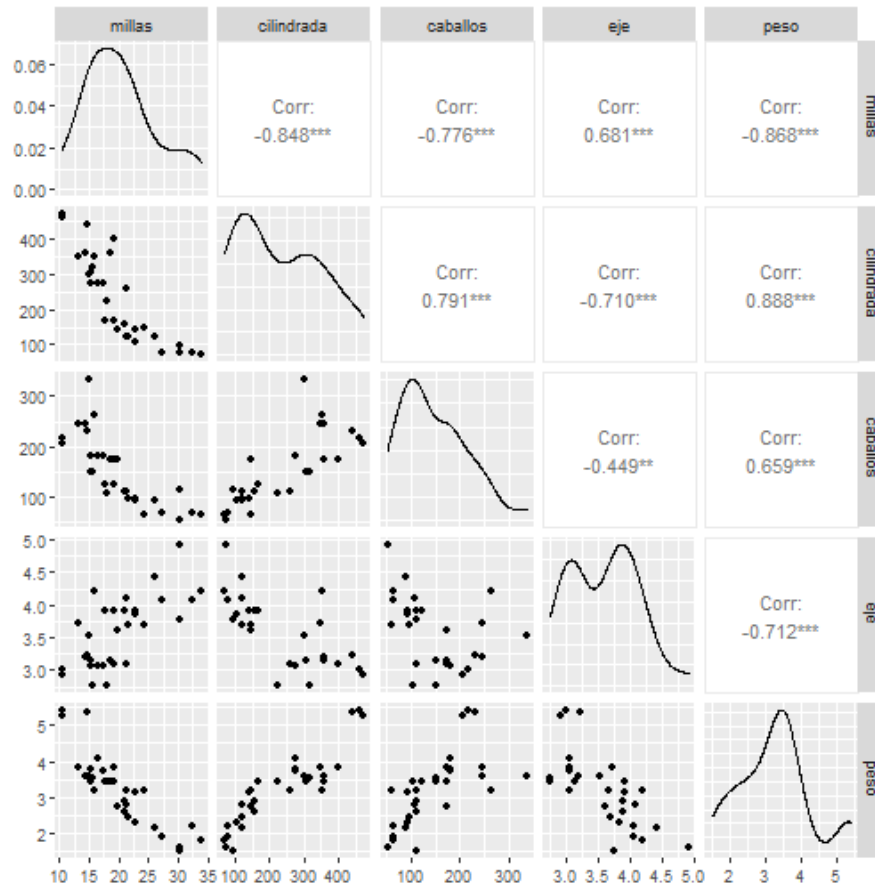 millas cilindrada caballos eje peso
0.06
0.04
0.02
0.00
Corr:
-0.848***
Corr:
-0.776***
Corr:
0.681***
Corr:
-0.868***
millas
400
300
200
100
Corr:
0.791***
Corr:
-0.710***
Corr:
0.888***
cilindrada
300
200
100
Corr:
-0.449**
Corr:
0.659***
caballos
5.0
4.5
4.0
3.5
3.0
Corr:
-0.712***
eje
5
4
3
2
peso
10 15 20 25 30 35 100 200 300 400 100 200 300 3.0 3.5 4.0 4.5 5.0 2 3 4 5